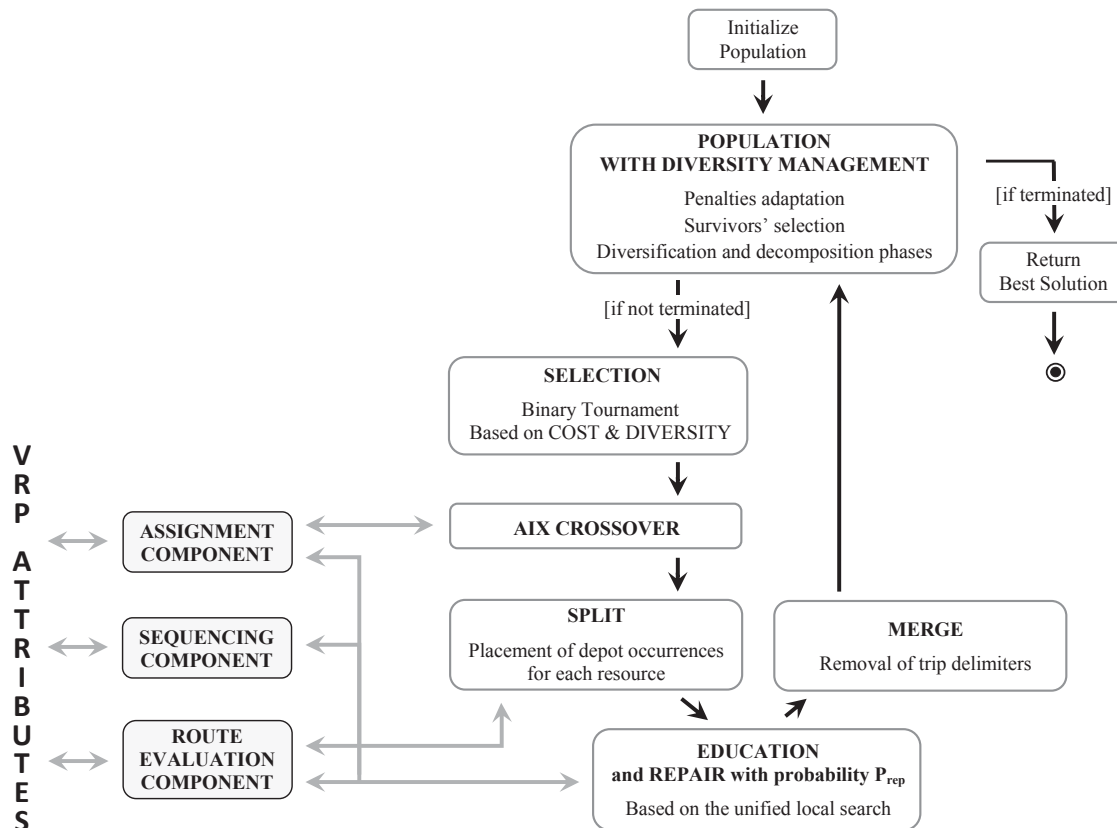 Initialize
Population
POPULATION
WITH DIVERSITY MANAGEMENT
Penalties adaptation
Survivors’ selection
Diversification and decomposition phases
[if terminated]
Return
Best Solution
[if not terminated]
SELECTION
Binary Tournament
Based on COST & DIVERSITY
VRP ATTRIBUTES
ASSIGNMENT
COMPONENT
AIX CROSSOVER
SPLIT
Placement of depot occurrences
for each resource
MERGE
Removal of trip delimiters
SEQUENCING
COMPONENT
ROUTE
EVALUATION
COMPONENT
EDUCATION
and REPAIR with probability Prep
Based on the unified local search